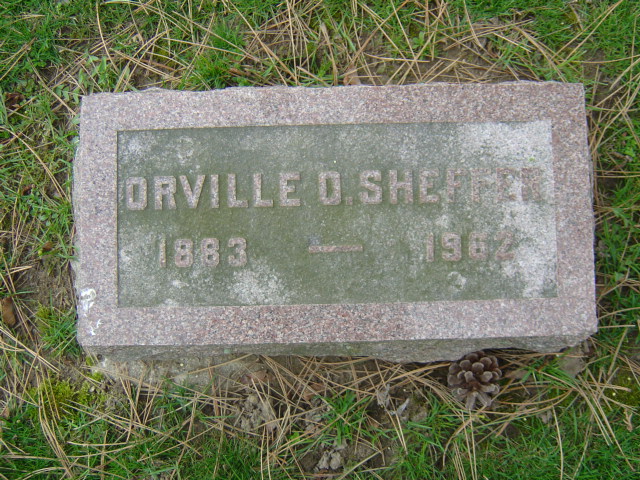 ORVILLE O. SHEFFER
1883 — 1962